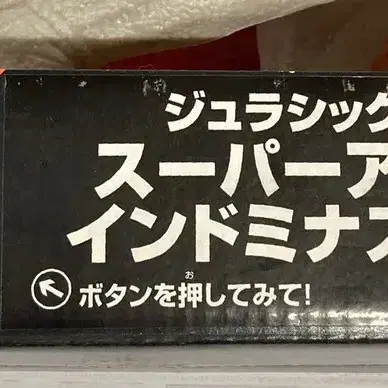 ジュラシック
スーパーア
インドミナス
ボタンを押してみて!
お